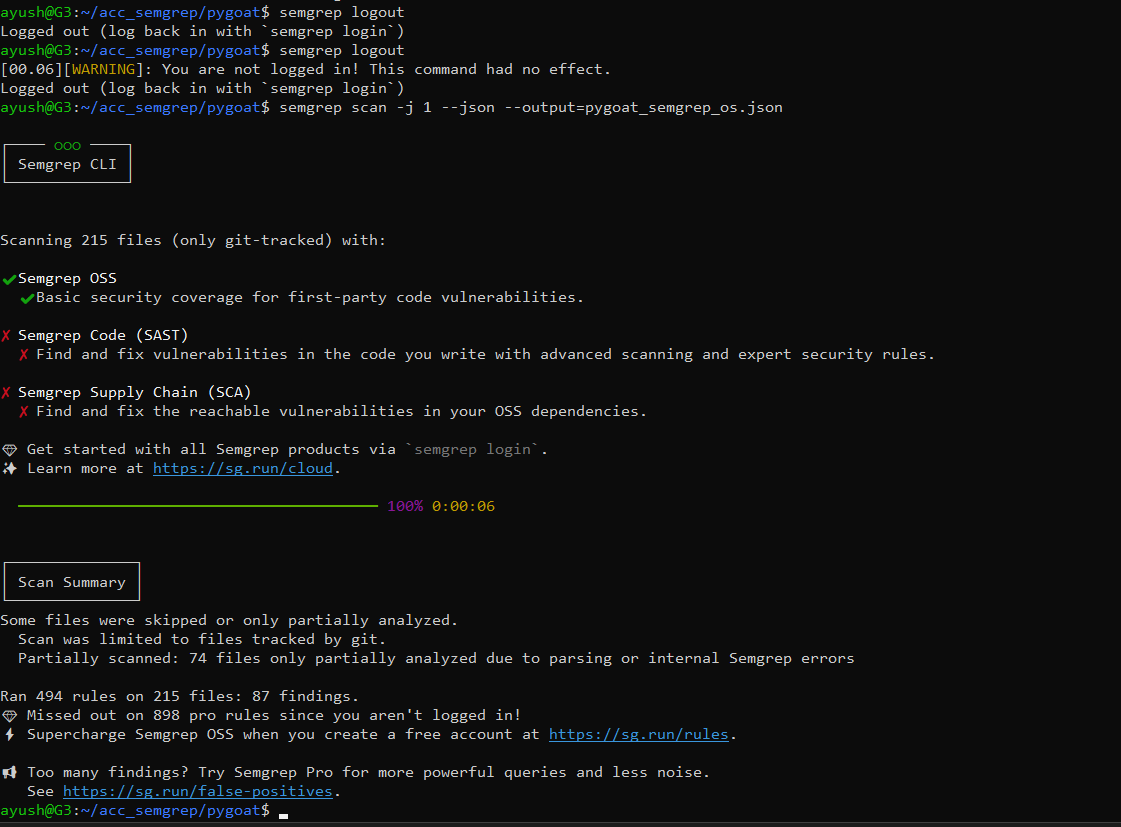 ayush@G3:~/acc_semgrep/pygoat$ semgrep logout
Logged out (log back in with `semgrep login`)
ayush@G3:~/acc_semgrep/pygoat$ semgrep logout
[00.06][WARNING]: You are not logged in! This command had no effect.
Logged out (log back in with `semgrep login`)
ayush@G3:~/acc_semgrep/pygoat$ semgrep scan -j 1 --json --output=pygoat_semgrep_os.json
ooo
Semgrep CLI
Scanning 215 files (only git-tracked) with:
✔Semgrep OSS
✔Basic security coverage for first-party code vulnerabilities.
✘ Semgrep Code (SAST)
✘ Find and fix vulnerabilities in the code you write with advanced scanning and expert security rules.
✘ Semgrep Supply Chain (SCA)
✘ Find and fix the reachable vulnerabilities in your OSS dependencies.
💎 Get started with all Semgrep products via `semgrep login`.
✨ Learn more at https://sg.run/cloud.
100% 0:00:06
Scan Summary
Some files were skipped or only partially analyzed.
Scan was limited to files tracked by git.
Partially scanned: 74 files only partially analyzed due to parsing or internal Semgrep errors
Ran 494 rules on 215 files: 87 findings.
💎 Missed out on 898 pro rules since you aren't logged in!
⚡ Supercharge Semgrep OSS when you create a free account at https://sg.run/rules.
📢 Too many findings? Try Semgrep Pro for more powerful queries and less noise.
See https://sg.run/false-positives.
ayush@G3:~/acc_semgrep/pygoat$